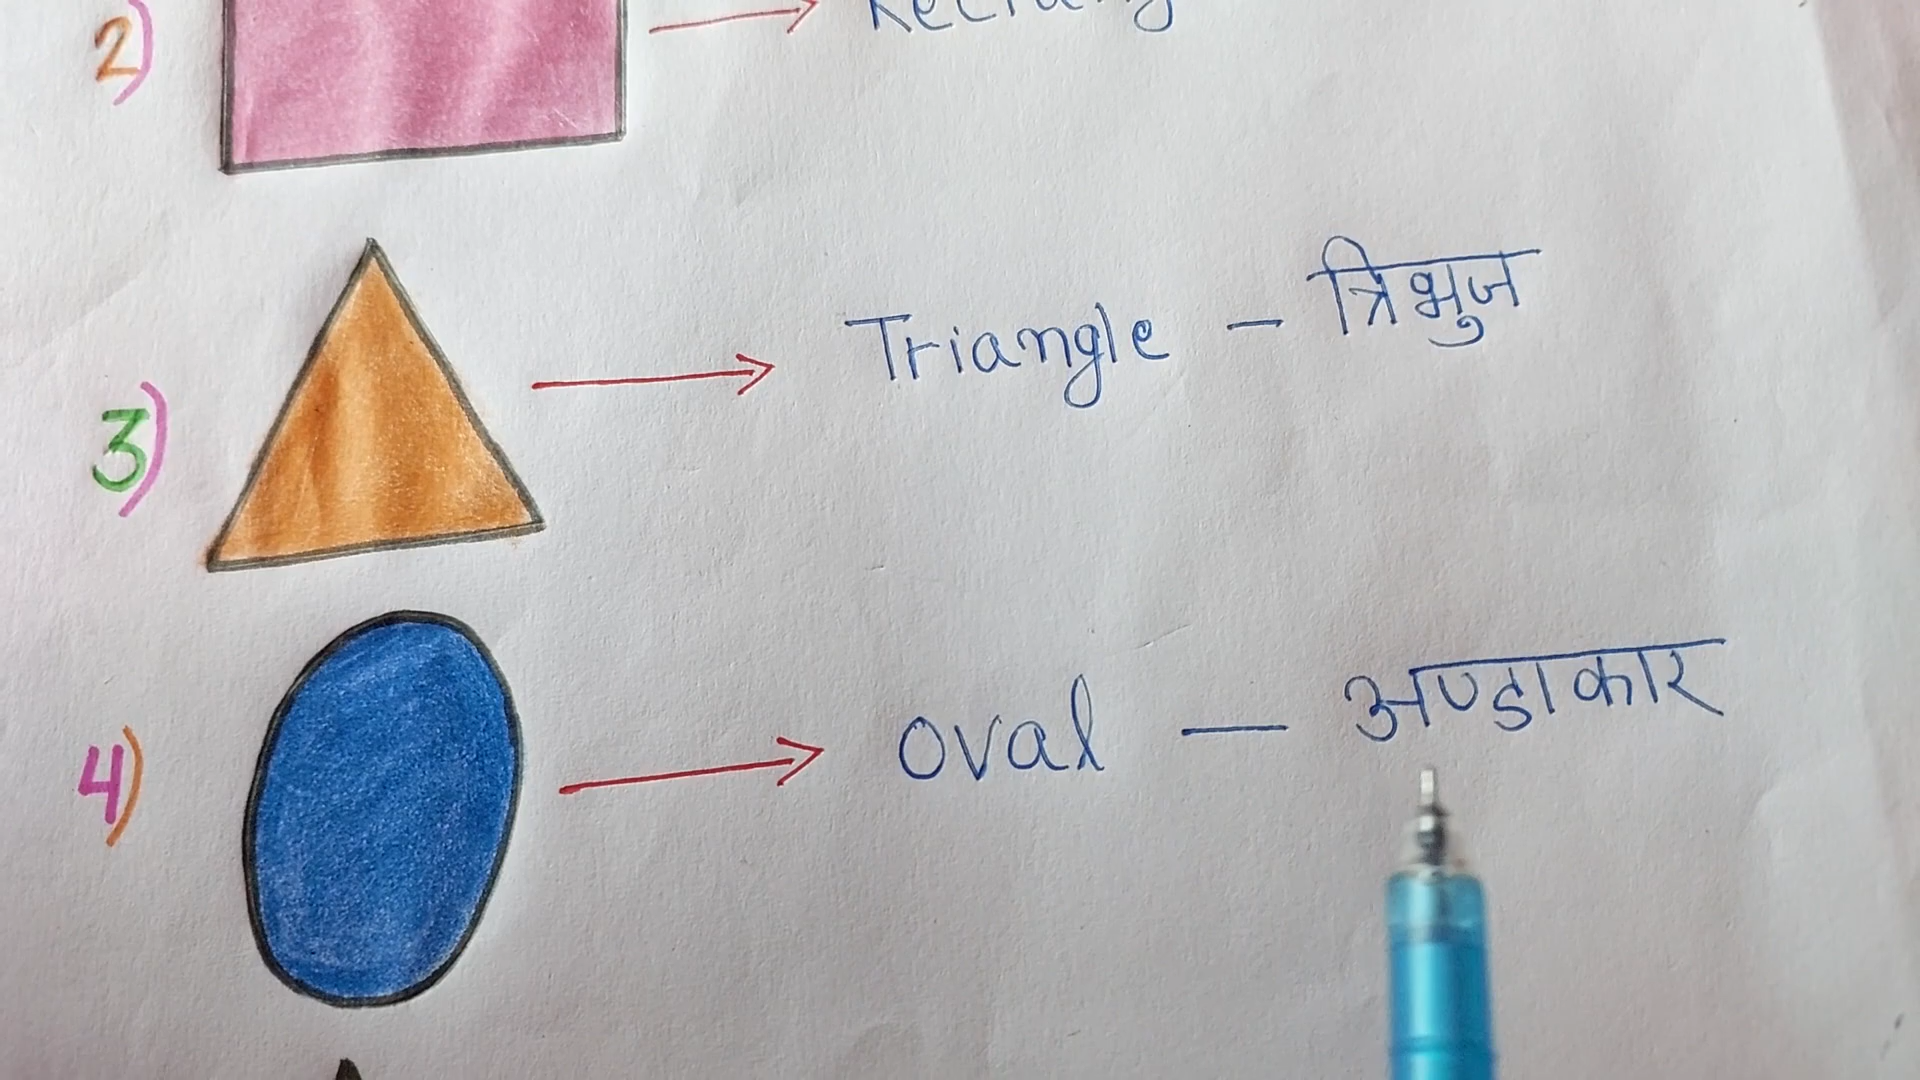 2)
3) Triangle - त्रिभुज
4) Oval — अण्डाकार